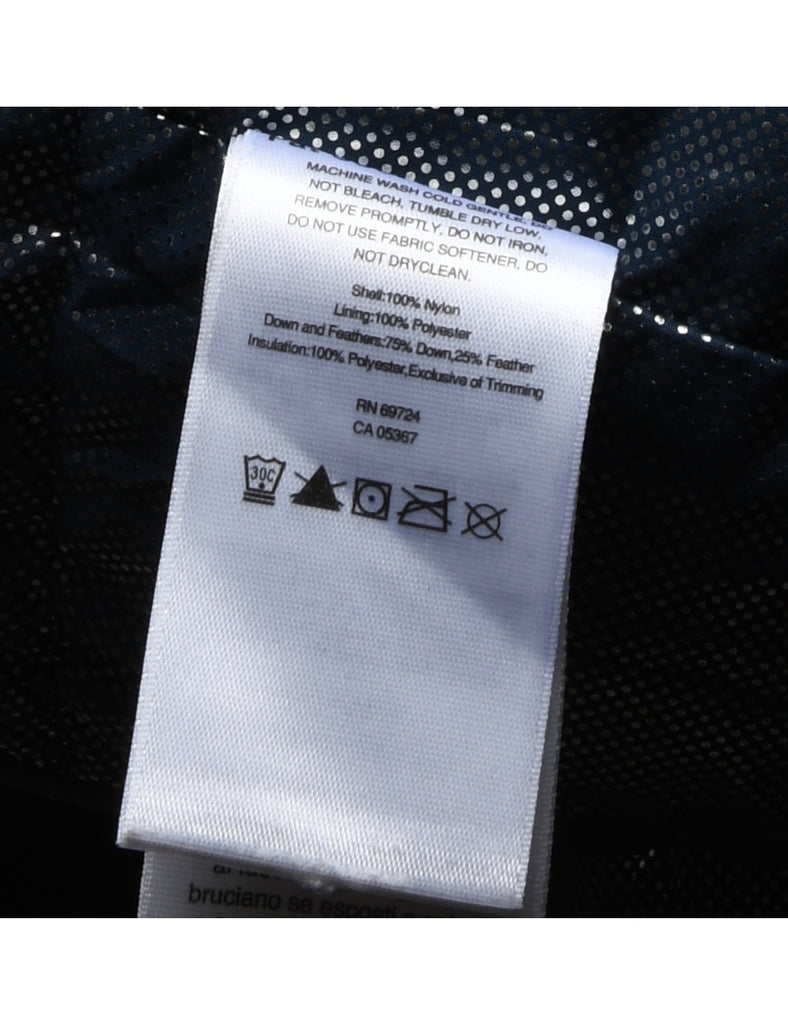 MACHINE WASH COLD GENTLE, DO
NOT BLEACH, TUMBLE DRY LOW,
REMOVE PROMPTLY, DO NOT IRON,
DO NOT USE FABRIC SOFTENER, DO
NOT DRYCLEAN.
Shell:100% Nylon
Lining:100% Polyester
Down and Feathers:75% Down,25% Feather
Insulation:100% Polyester,Exclusive of Trimming
RN 69724
CA 05367
30C
bruciano se esposti